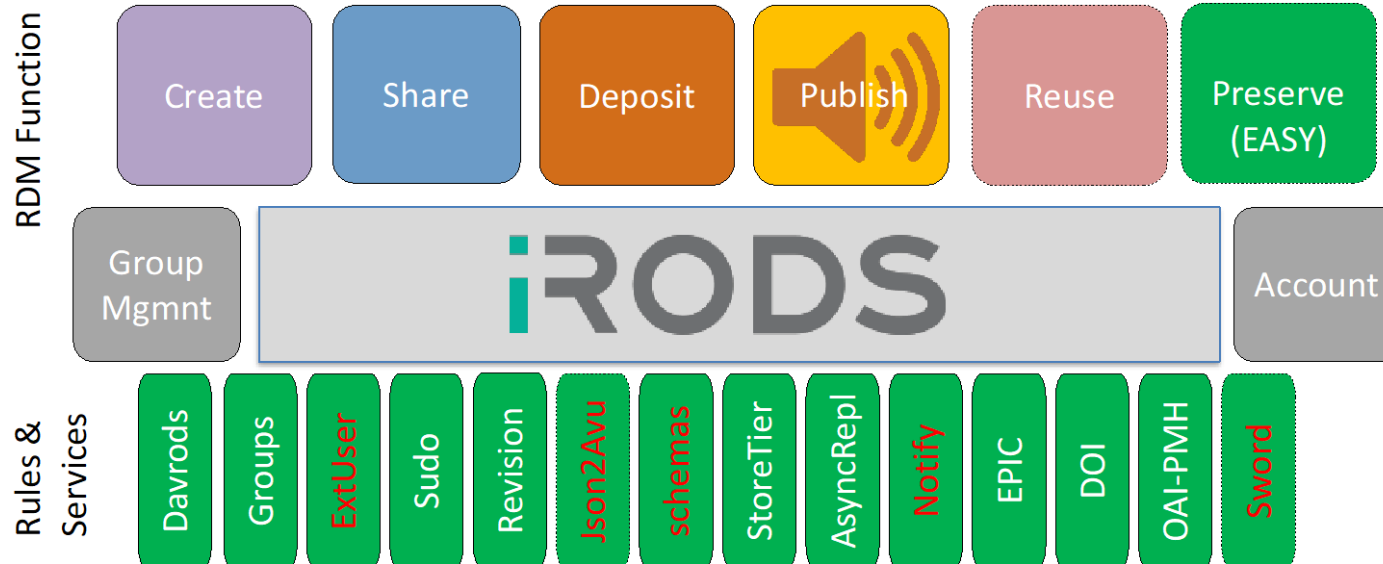 RDM Function
Create
Share
Deposit
Publish
Reuse
Preserve
(EASY)
Group
Mgmnt
iRODS
Account
Rules &
Services
Davrods
Groups
ExtUser
Sudo
Revision
Json2Avu
schemas
StoreTier
AsyncRepl
Notify
EPIC
DOI
OAI-PMH
Sword